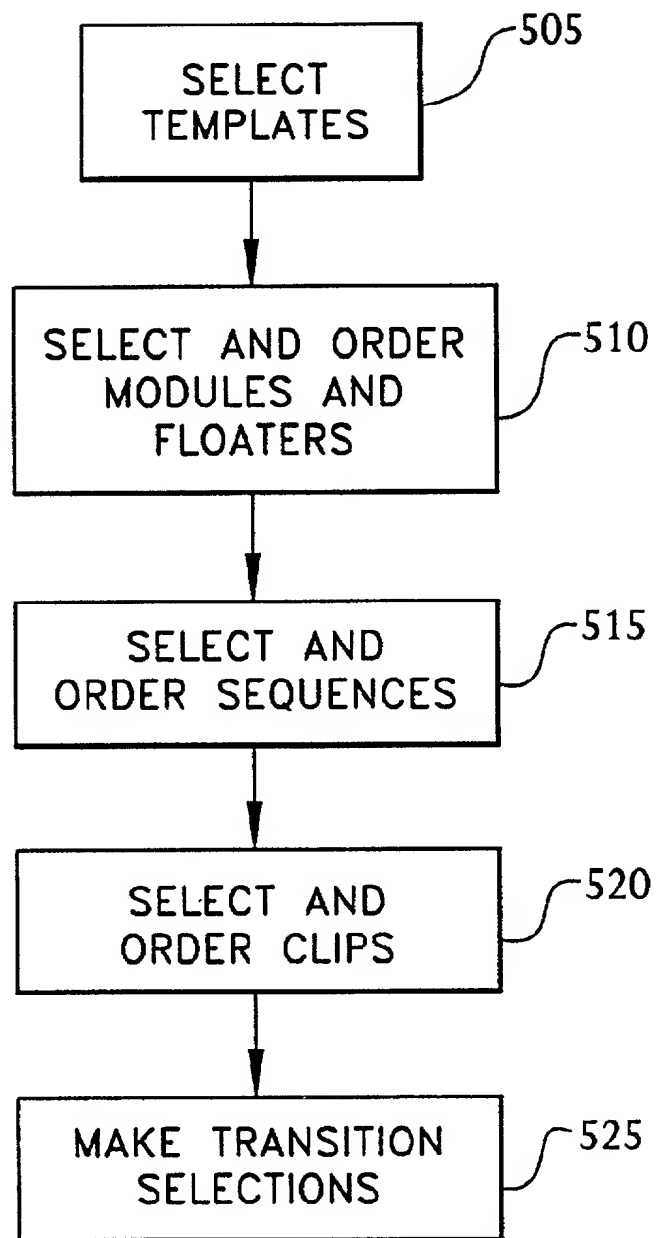 505
SELECT
TEMPLATES
510
SELECT AND ORDER
MODULES AND
FLOATERS
515
SELECT AND
ORDER SEQUENCES
520
SELECT AND
ORDER CLIPS
525
MAKE TRANSITION
SELECTIONS